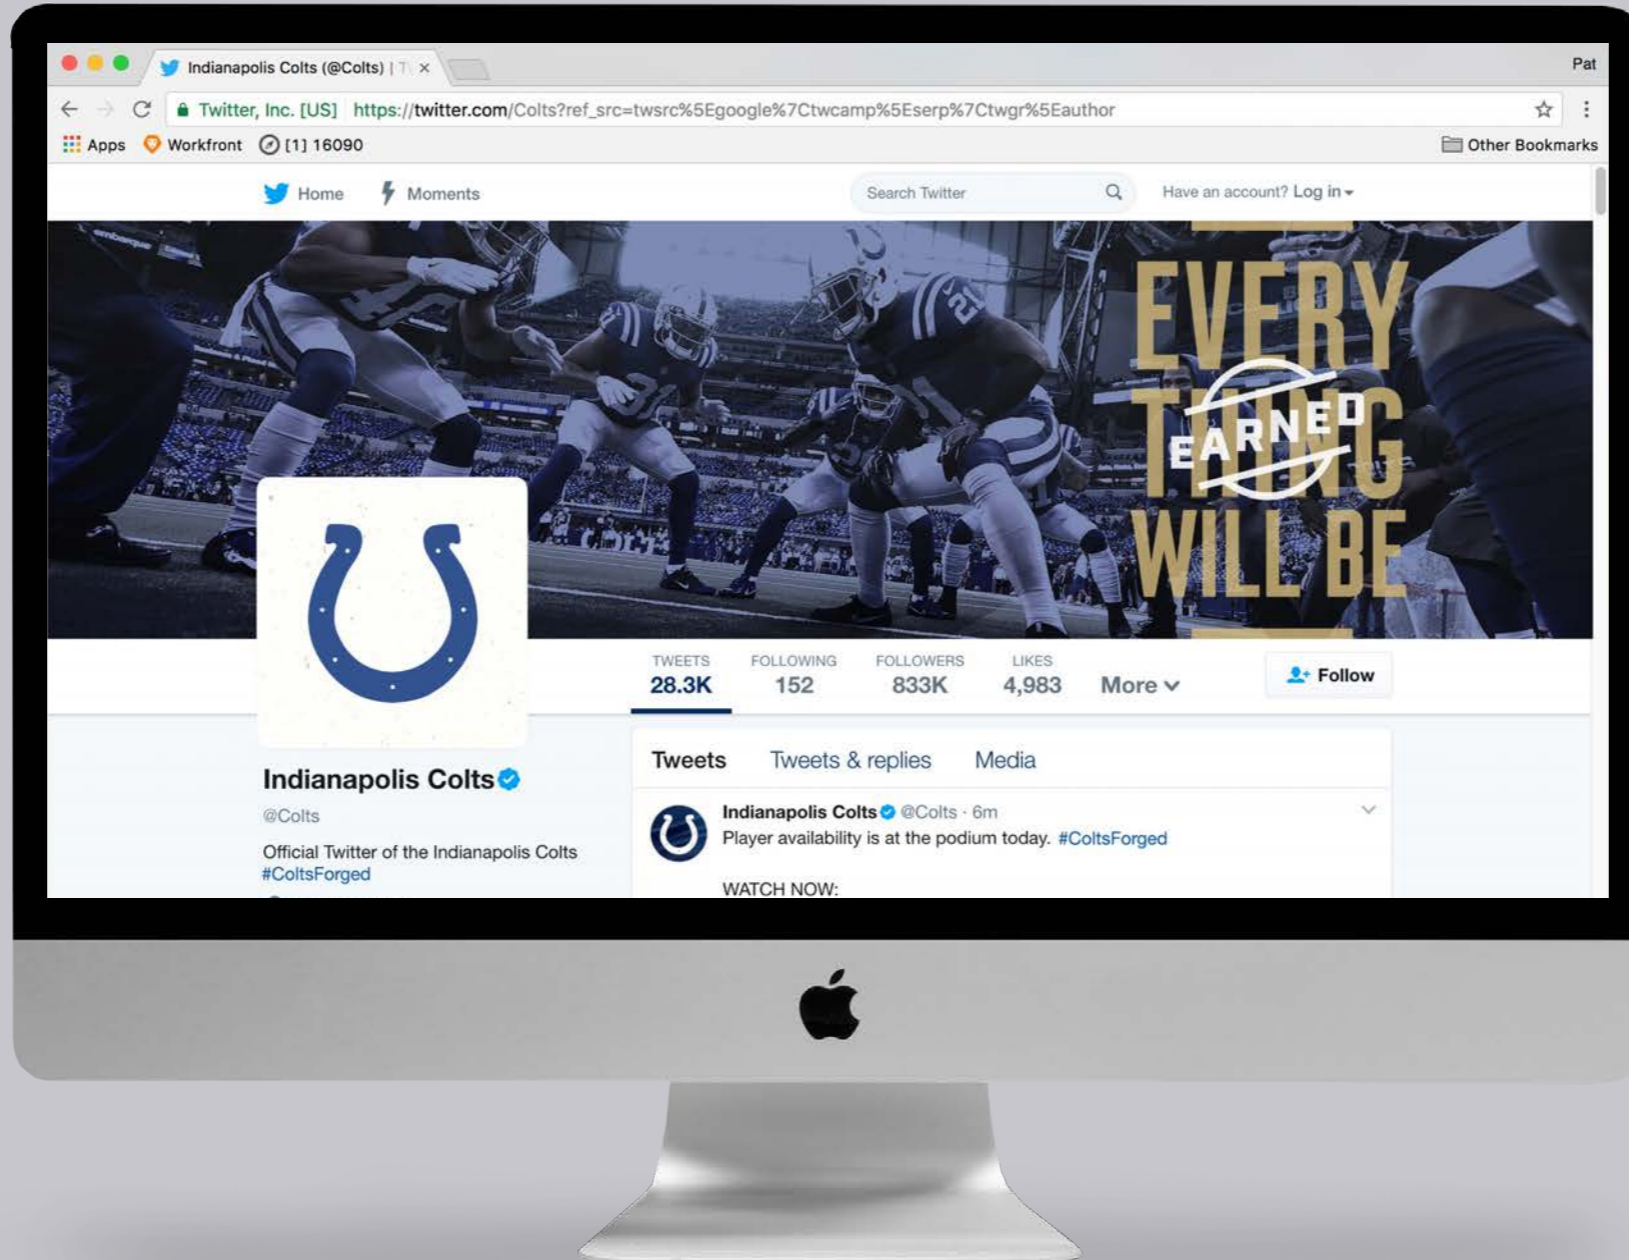 Indianapolis Colts (@Colts) | T
Pat
Twitter, Inc. [US] https://twitter.com/Colts?ref_src=twsrc%5Egoogle%7Ctwcamp%5Eserp%7Ctwgr%5Eauthor
Apps Workfront [1] 16090 Other Bookmarks
Home Moments Search Twitter Have an account? Log in
EVERY
THING
EARNED
WILL BE
21
31
TWEETS FOLLOWING FOLLOWERS LIKES
28.3K 152 833K 4,983 More Follow
Tweets Tweets & replies Media
Indianapolis Colts
@Colts
Official Twitter of the Indianapolis Colts
#ColtsForged
Indianapolis Colts @Colts · 6m
Player availability is at the podium today. #ColtsForged
WATCH NOW: